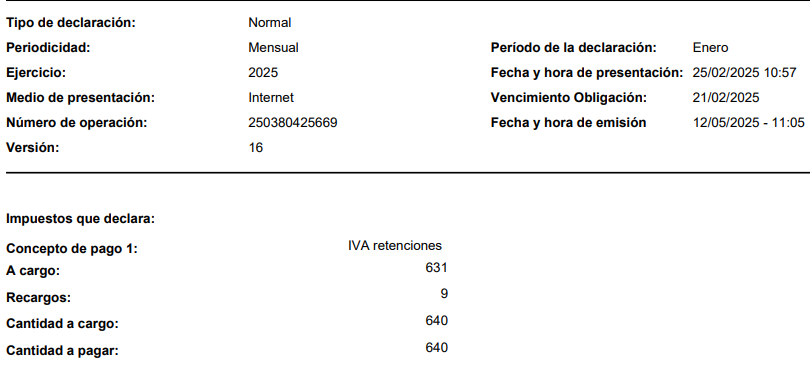 Tipo de declaración: Normal
Periodicidad: Mensual Período de la declaración: Enero
Ejercicio: 2025 Fecha y hora de presentación: 25/02/2025 10:57
Medio de presentación: Internet Vencimiento Obligación: 21/02/2025
Número de operación: 250380425669 Fecha y hora de emisión 12/05/2025 - 11:05
Versión: 16
Impuestos que declara:
Concepto de pago 1: IVA retenciones
A cargo: 631
Recargos: 9
Cantidad a cargo: 640
Cantidad a pagar: 640